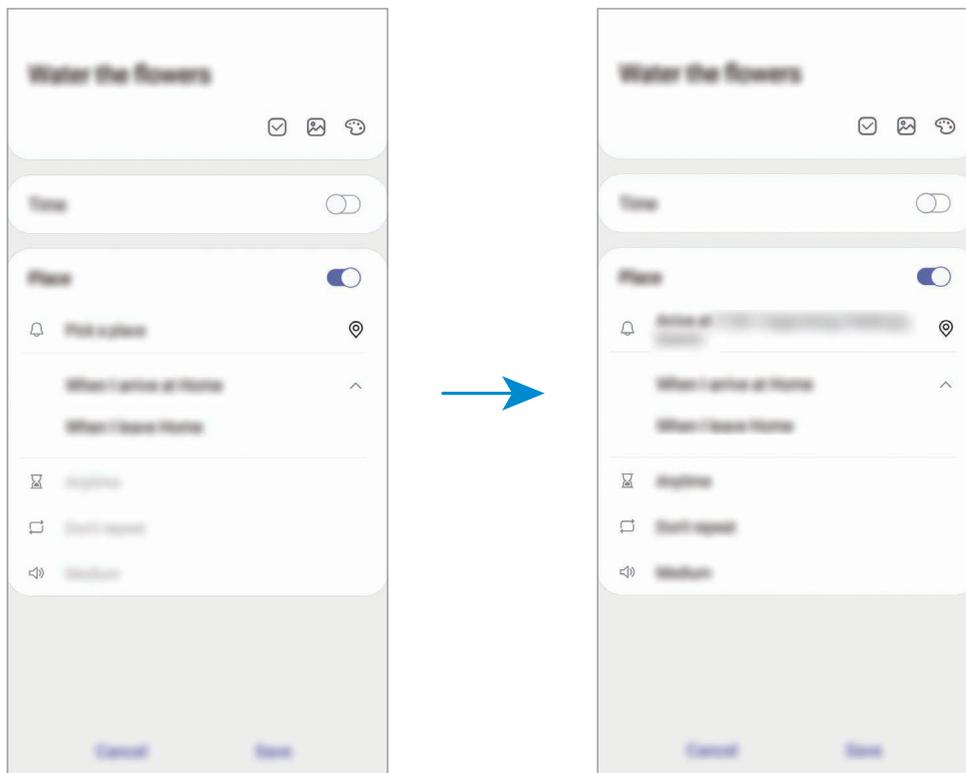 Water the flowers
Time
Place
Pick a place
When I arrive at Home
When I leave Home
Anytime
Don't repeat
Medium
Cancel Save
Water the flowers
Time
Place
Arrive at
When I arrive at Home
When I leave Home
Anytime
Don't repeat
Medium
Cancel Save